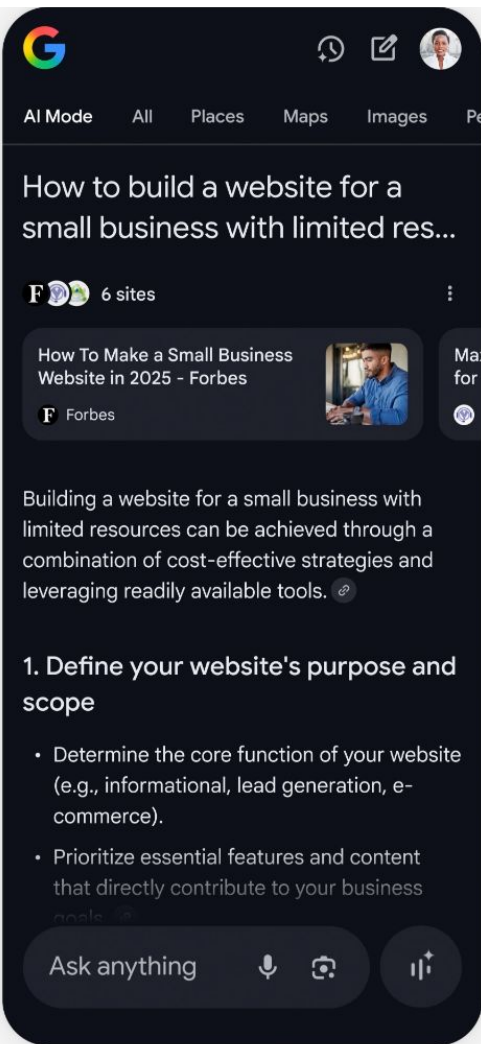 AI Mode All Places Maps Images Pe
How to build a website for a
small business with limited res...
6 sites
How To Make a Small Business
Website in 2025 - Forbes
F Forbes
Ma
for
Building a website for a small business with
limited resources can be achieved through a
combination of cost-effective strategies and
leveraging readily available tools.
1. Define your website's purpose and
scope
• Determine the core function of your website
(e.g., informational, lead generation, e-
commerce).
• Prioritize essential features and content
that directly contribute to your business
goals.
Ask anything